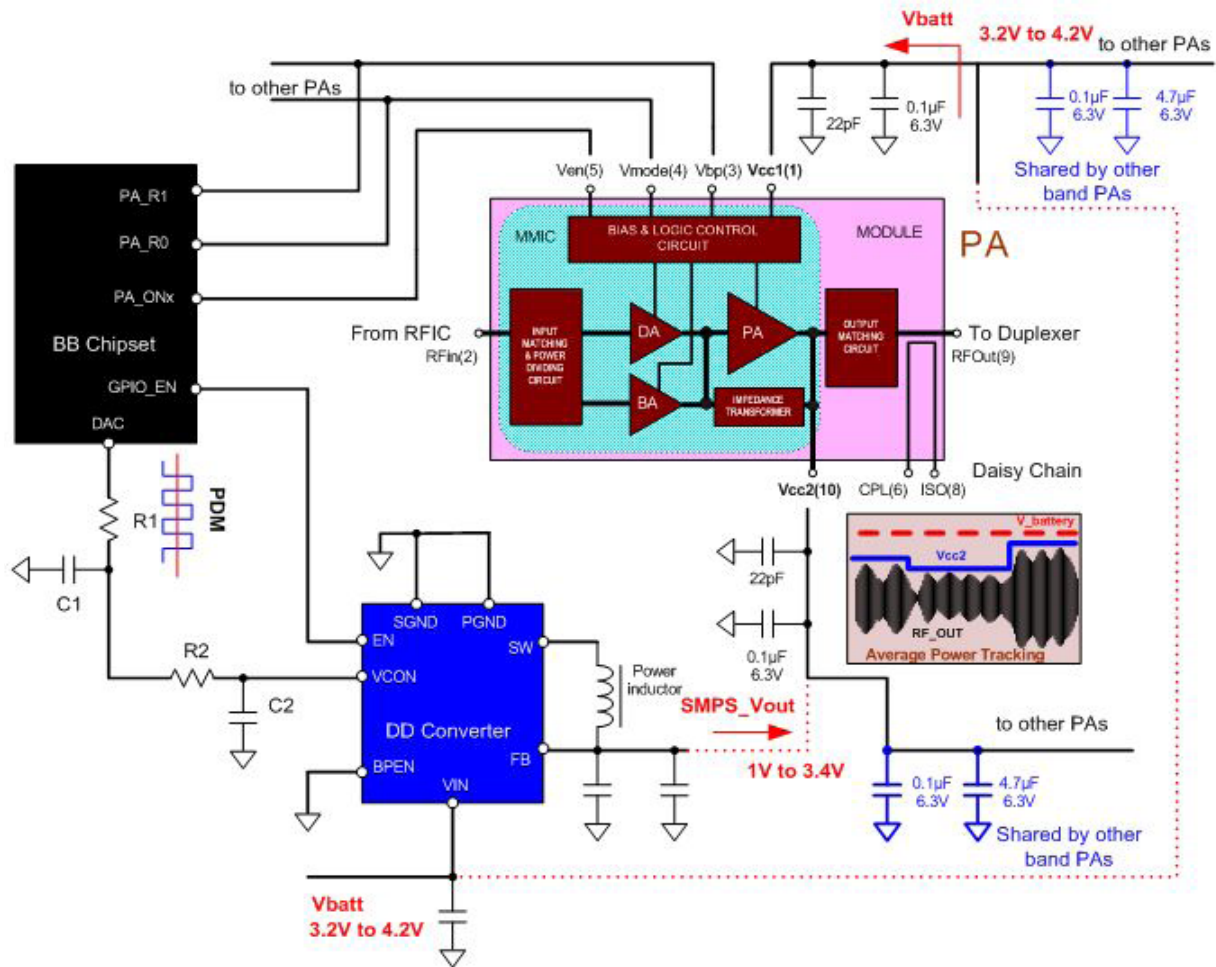 Vbatt
3.2V to 4.2V
to other PAs
to other PAs
22pF
0.1µF
6.3V
0.1µF
6.3V
4.7µF
6.3V
Shared by other
band PAs
Ven(5)
Vmode(4)
Vbp(3)
Vcc1(1)
PA_R1
PA_R0
PA_ONx
BB Chipset
GPIO_EN
DAC
MMIC
BIAS & LOGIC CONTROL
CIRCUIT
MODULE
PA
From RFIC
RFin(2)
INPUT
MATCHING
& POWER
DIVIDING
CIRCUIT
DA
PA
BA
IMPEDANCE
TRANSFORMER
OUTPUT
MATCHING
CIRCUIT
To Duplexer
RFOut(9)
Vcc2(10)
CPL(6)
ISO(8)
Daisy Chain
R1
PDM
C1
R2
C2
22pF
0.1µF
6.3V
V_battery
Vcc2
RF_OUT
Average Power Tracking
SGND
PGND
EN
SW
VCON
DD Converter
FB
BPEN
VIN
Power
inductor
SMPS_Vout
1V to 3.4V
to other PAs
0.1µF
6.3V
4.7µF
6.3V
Shared by other
band PAs
Vbatt
3.2V to 4.2V